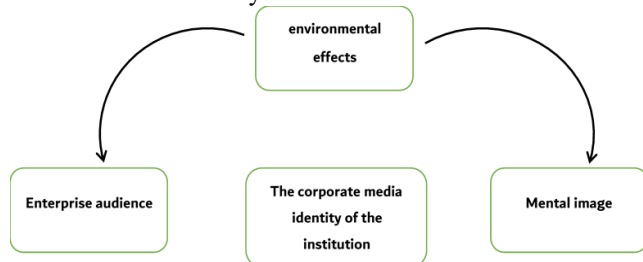 environmental
effects
Enterprise audience
The corporate media
identity of the
institution
Mental image